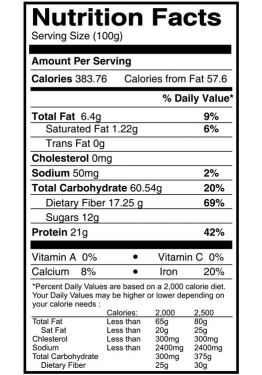 Nutrition Facts
Serving Size (100g)
Amount Per Serving
Calories 383.76 Calories from Fat 57.6
% Daily Value*
Total Fat 6.4g 9%
Saturated Fat 1.22g 6%
Trans Fat 0g
Cholesterol 0mg
Sodium 50mg 2%
Total Carbohydrate 60.54g 20%
Dietary Fiber 17.25 g 69%
Sugars 12g
Protein 21g 42%
Vitamin A 0% • Vitamin C 0%
Calcium 8% • Iron 20%
*Percent Daily Values are based on a 2,000 calorie diet.
Your Daily Values may be higher or lower depending on
your calorie needs :
Calories: 2,000 2,500
Total Fat Less than 65g 80g
Sat Fat Less than 20g 25g
Cholesterol Less than 300mg 300mg
Sodium Less than 2400mg 2400mg
Total Carbohydrate 300mg 375g
Dietary Fiber 25g 30g